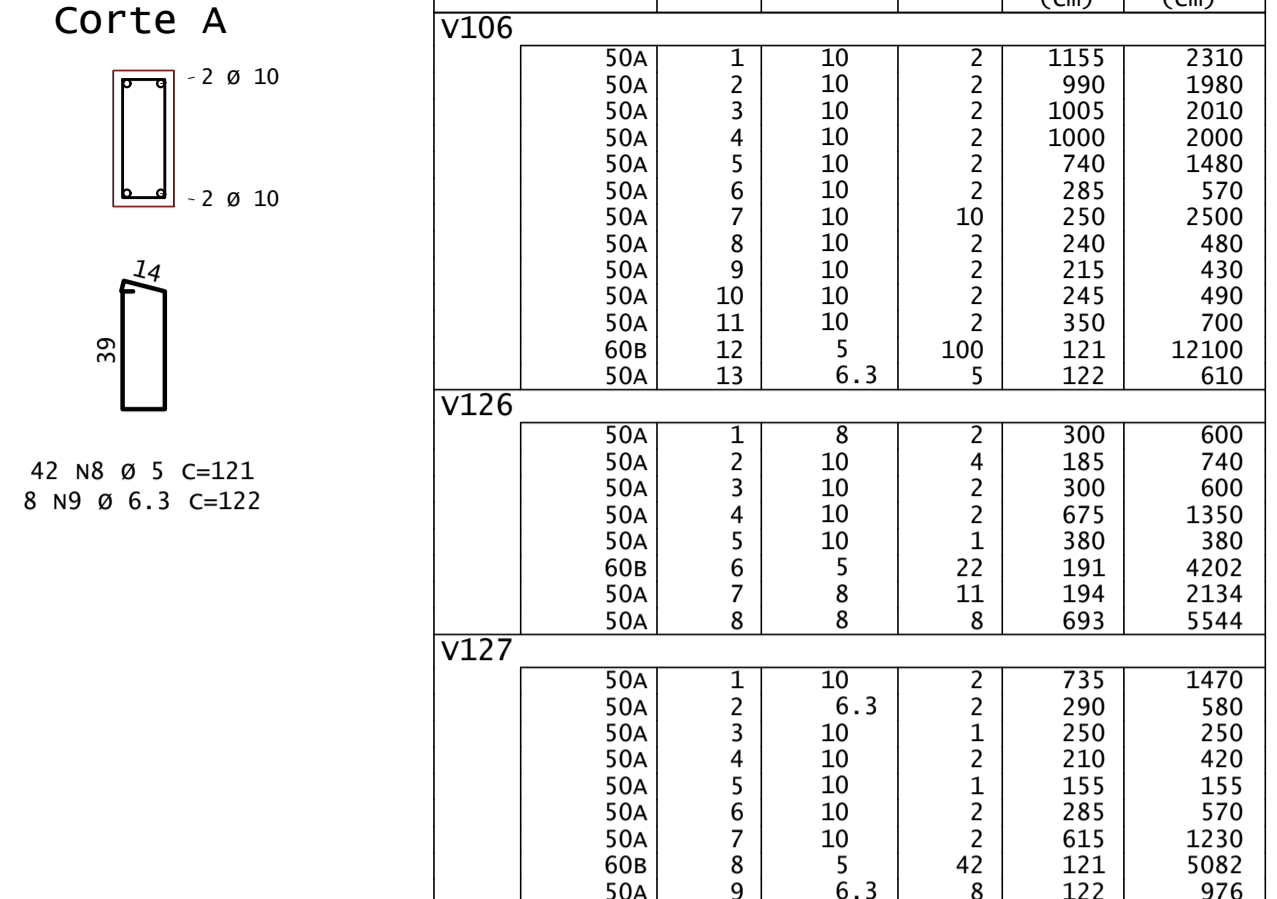 Corte A
2 Ø 10
2 Ø 10
14
39
42 N8 Ø 5 C=121
8 N9 Ø 6.3 C=122
(cm) (cm)
V106
50A 1 10 2 1155 2310
50A 2 10 2 990 1980
50A 3 10 2 1005 2010
50A 4 10 2 1000 2000
50A 5 10 2 740 1480
50A 6 10 2 285 570
50A 7 10 10 250 2500
50A 8 10 2 240 480
50A 9 10 2 215 430
50A 10 10 2 245 490
50A 11 10 2 350 700
60B 12 5 100 121 12100
50A 13 6.3 5 122 610
V126
50A 1 8 2 300 600
50A 2 10 4 185 740
50A 3 10 2 300 600
50A 4 10 2 675 1350
50A 5 10 1 380 380
60B 6 5 22 191 4202
50A 7 8 11 194 2134
50A 8 8 8 693 5544
V127
50A 1 10 2 735 1470
50A 2 6.3 2 290 580
50A 3 10 1 250 250
50A 4 10 2 210 420
50A 5 10 1 155 155
50A 6 10 2 285 570
50A 7 10 2 615 1230
60B 8 5 42 121 5082
50A 9 6.3 8 122 976